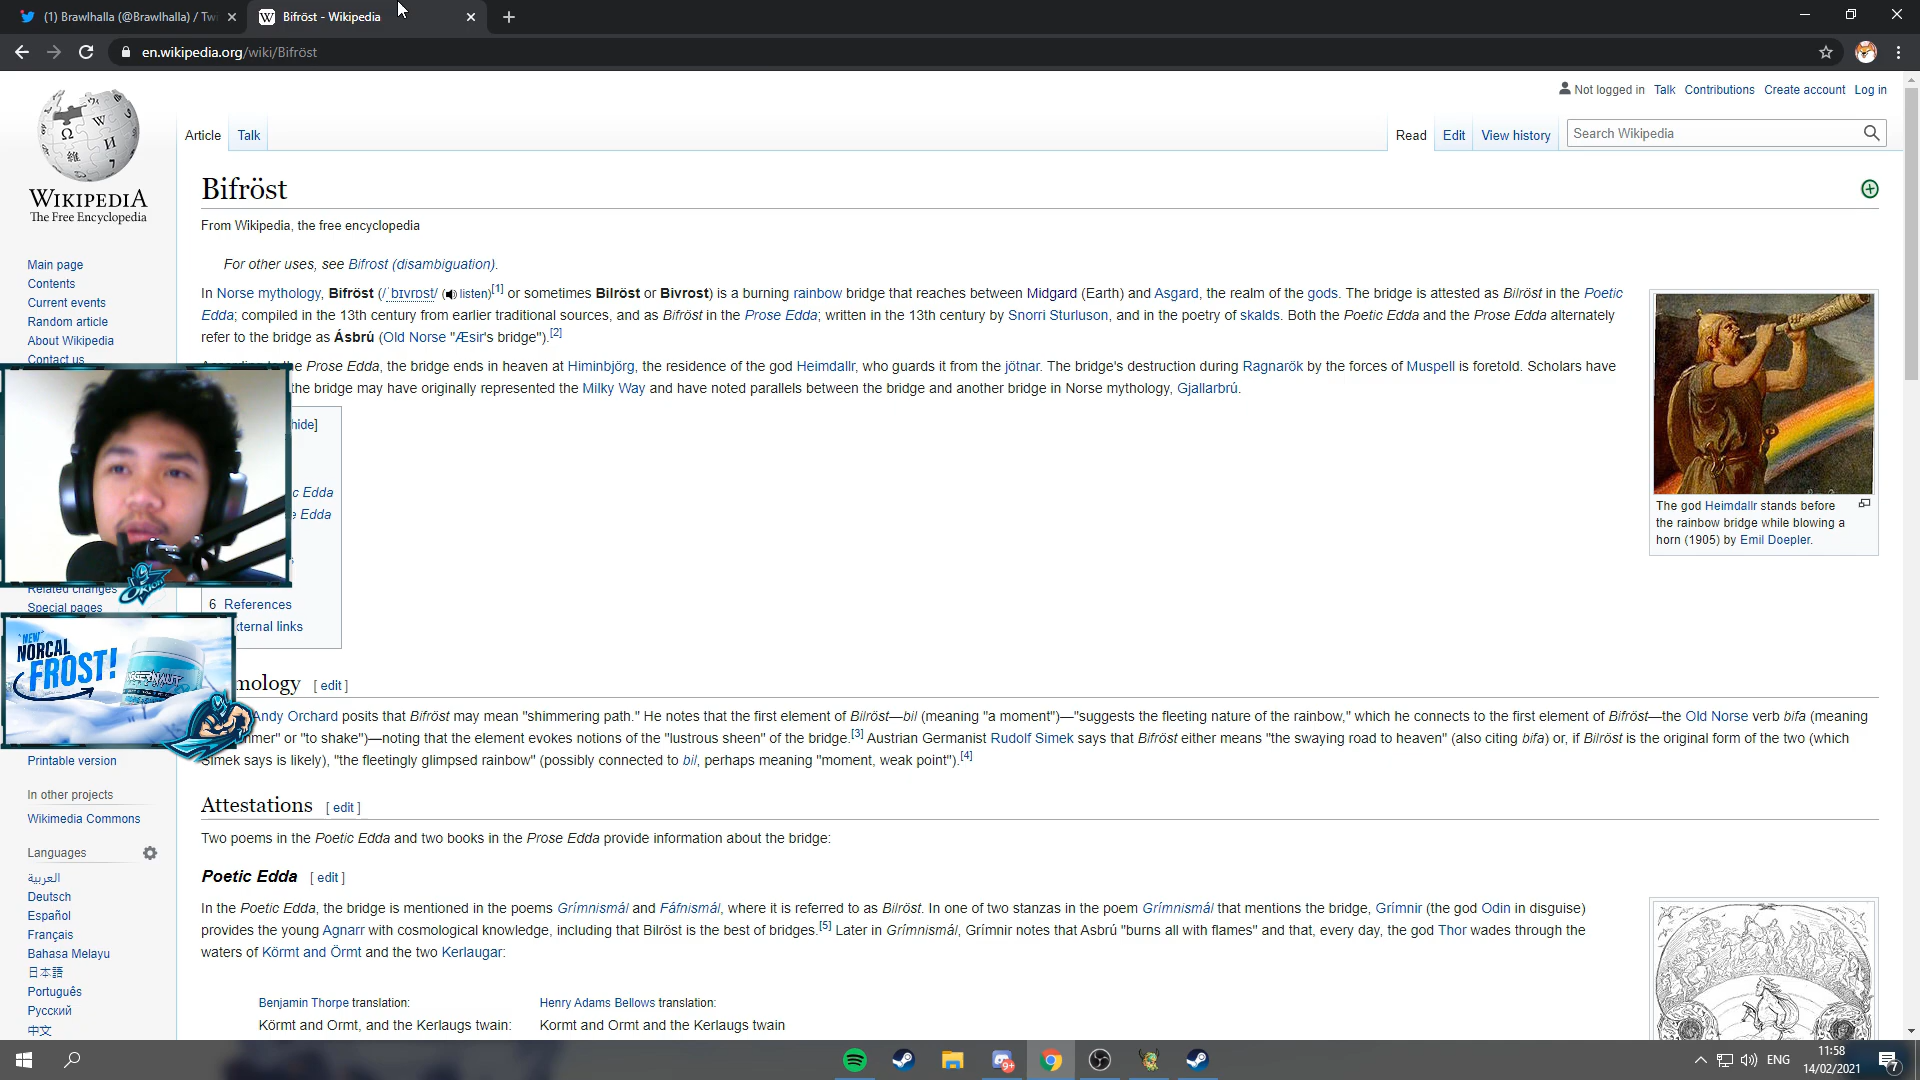 (1) Brawlhalla (@Brawlhalla) / Tw
Bifröst - Wikipedia
en.wikipedia.org/wiki/Bifröst
Not logged in Talk Contributions Create account Log in
Article Talk
Read Edit View history Search Wikipedia
WIKIPEDIA
The Free Encyclopedia
Main page
Contents
Current events
Random article
About Wikipedia
Contact us
Related changes
Special pages
Printable version
In other projects
Wikimedia Commons
Languages
العربية
Deutsch
Español
Français
Bahasa Melayu
日本語
Português
Русский
中文
Bifröst
From Wikipedia, the free encyclopedia
For other uses, see Bifrost (disambiguation).
In Norse mythology, Bifröst (/ˈbɪvrɒst/ (listen)[1] or sometimes Bilröst or Bivrost) is a burning rainbow bridge that reaches between Midgard (Earth) and Asgard, the realm of the gods. The bridge is attested as Bilröst in the Poetic
Edda; compiled in the 13th century from earlier traditional sources, and as Bifröst in the Prose Edda; written in the 13th century by Snorri Sturluson, and in the poetry of skalds. Both the Poetic Edda and the Prose Edda alternately
refer to the bridge as Ásbrú (Old Norse "Æsir's bridge").[2]
Prose Edda, the bridge ends in heaven at Himinbjörg, the residence of the god Heimdallr, who guards it from the jötnar. The bridge's destruction during Ragnarök by the forces of Muspell is foretold. Scholars have
the bridge may have originally represented the Milky Way and have noted parallels between the bridge and another bridge in Norse mythology, Gjallarbrú.
hide]
c Edda
e Edda
6 References
xternal links
The god Heimdallr stands before
the rainbow bridge while blowing a
horn (1905) by Emil Doepler.
ORION
NEW
NORCAL
FROST!
mology [ edit ]
Andy Orchard posits that Bifröst may mean "shimmering path." He notes that the first element of Bilröst—bil (meaning "a moment")—"suggests the fleeting nature of the rainbow," which he connects to the first element of Bifröst—the Old Norse verb bifa (meaning
mer" or "to shake")—noting that the element evokes notions of the "lustrous sheen" of the bridge.[3] Austrian Germanist Rudolf Simek says that Bifröst either means "the swaying road to heaven" (also citing bifa) or, if Bilröst is the original form of the two (which
Simek says is likely), "the fleetingly glimpsed rainbow" (possibly connected to bil, perhaps meaning "moment, weak point").[4]
Attestations [ edit ]
Two poems in the Poetic Edda and two books in the Prose Edda provide information about the bridge:
Poetic Edda [ edit ]
In the Poetic Edda, the bridge is mentioned in the poems Grímnismál and Fáfnismál, where it is referred to as Bilröst. In one of two stanzas in the poem Grímnismál that mentions the bridge, Grímnir (the god Odin in disguise)
provides the young Agnarr with cosmological knowledge, including that Bilröst is the best of bridges.[5] Later in Grímnismál, Grímnir notes that Asbrú "burns all with flames" and that, every day, the god Thor wades through the
waters of Körmt and Örmt and the two Kerlaugar:
Benjamin Thorpe translation:
Körmt and Ormt, and the Kerlaugs twain:
Henry Adams Bellows translation:
Kormt and Ormt and the Kerlaugs twain
9+
ENG
11:58
14/02/2021
7